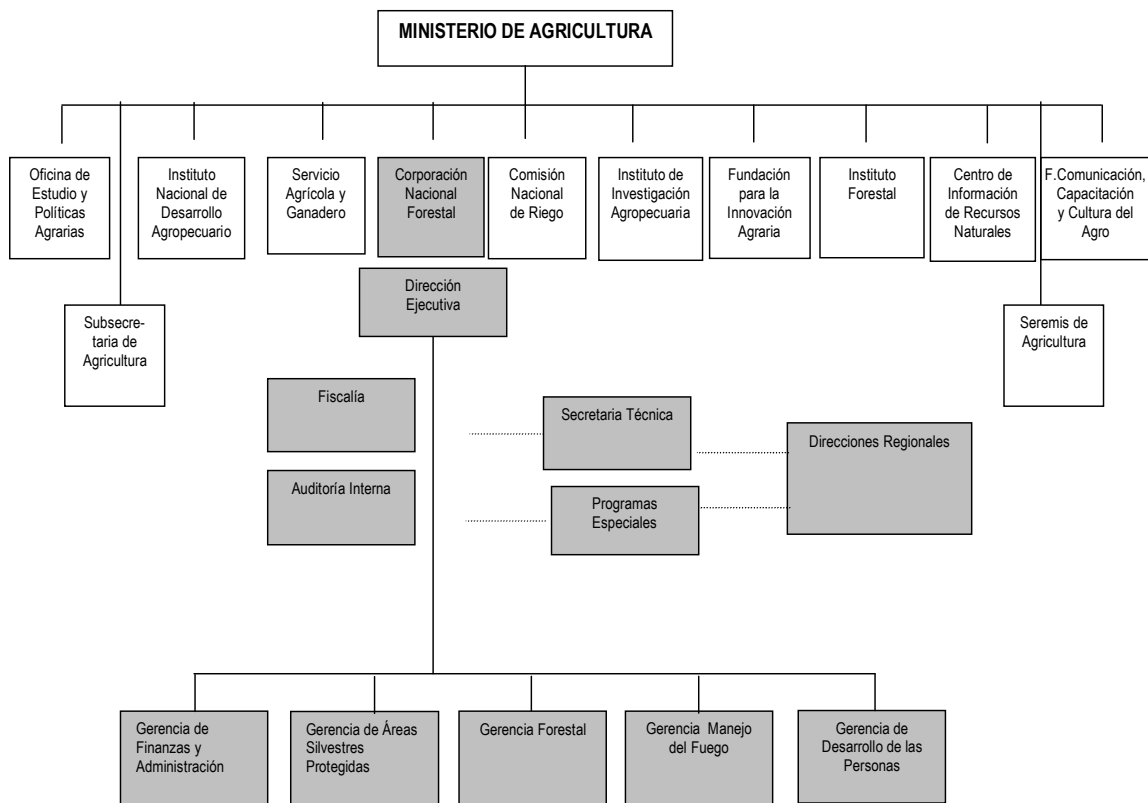 MINISTERIO DE AGRICULTURA
Oficina de
Estudio y
Políticas
Agrarias
Instituto
Nacional de
Desarrollo
Agropecuario
Servicio
Agrícola y
Ganadero
Corporación
Nacional
Forestal
Comisión
Nacional
de Riego
Instituto de
Investigación
Agropecuaria
Fundación
para la
Innovación
Agraria
Instituto
Forestal
Centro de
Información
de Recursos
Naturales
F.Comunicación,
Capacitación
y Cultura del
Agro
Dirección
Ejecutiva
Subsecre-
taria de
Agricultura
Seremis de
Agricultura
Fiscalía
Secretaria Técnica
Direcciones Regionales
Auditoría Interna
Programas
Especiales
Gerencia de
Finanzas y
Administración
Gerencia de Áreas
Silvestres
Protegidas
Gerencia Forestal
Gerencia Manejo
del Fuego
Gerencia de
Desarrollo de las
Personas